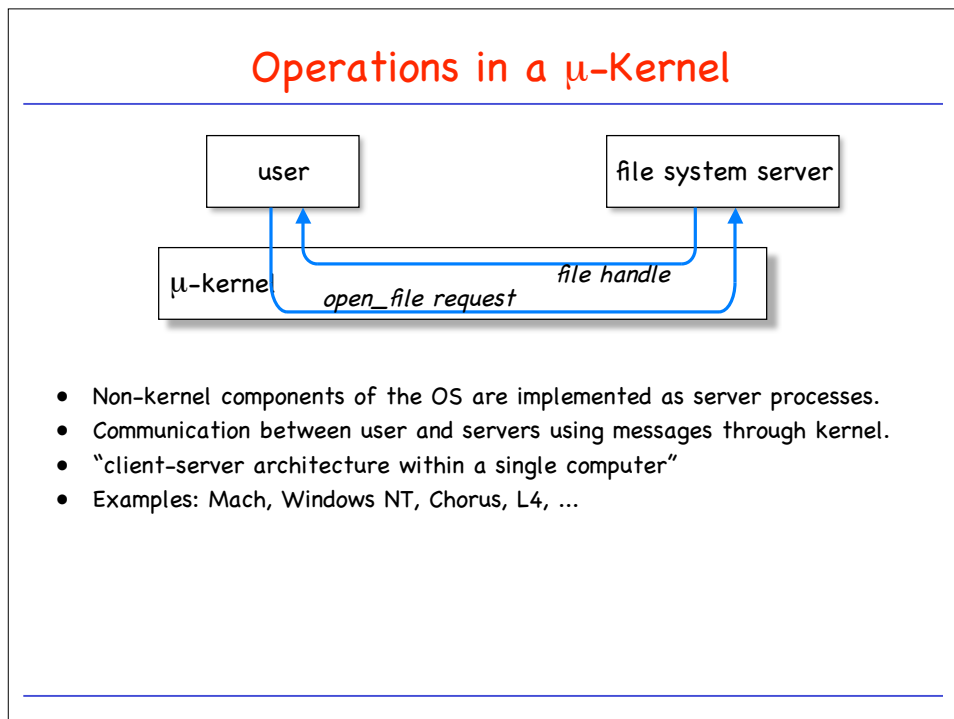 Operations in a μ-Kernel
user
file system server
μ-kernel
file handle
open_file request
• Non-kernel components of the OS are implemented as server processes.
• Communication between user and servers using messages through kernel.
• “client-server architecture within a single computer”
• Examples: Mach, Windows NT, Chorus, L4, ...